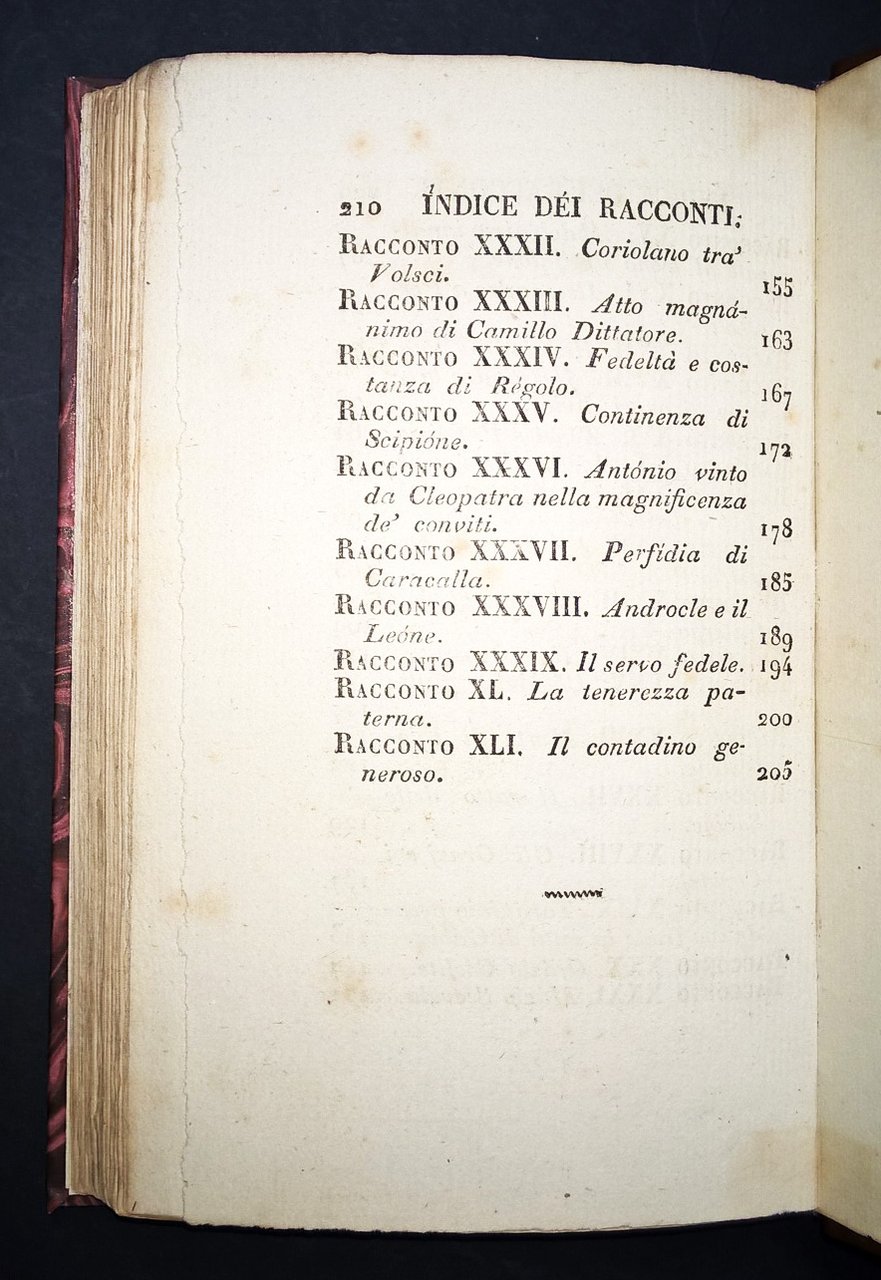 210 ÍNDICE DÉI RACCONTI.
RACCONTO XXXII. Coriolano tra'
Volsci. 155
RACCONTO XXXIII. Atto magná-
nimo di Camillo Dittatore. 163
RACCONTO XXXIV. Fedeltà e cos-
tanza di Régolo. 167
RACCONTO XXXV. Continenza di
Scipióne. 172
RACCONTO XXXVI. António vinto
da Cleopatra nella magnificenza
de' conviti. 178
RACCONTO XXXVII. Perfídia di
Caracalla. 185
RACCONTO XXXVIII. Androcle e il
Leóne. 189
RACCONTO XXXIX. Il servo fedele. 194
RACCONTO XL. La tenerezza pa-
terna. 200
RACCONTO XLI. Il contadino ge-
neroso. 205